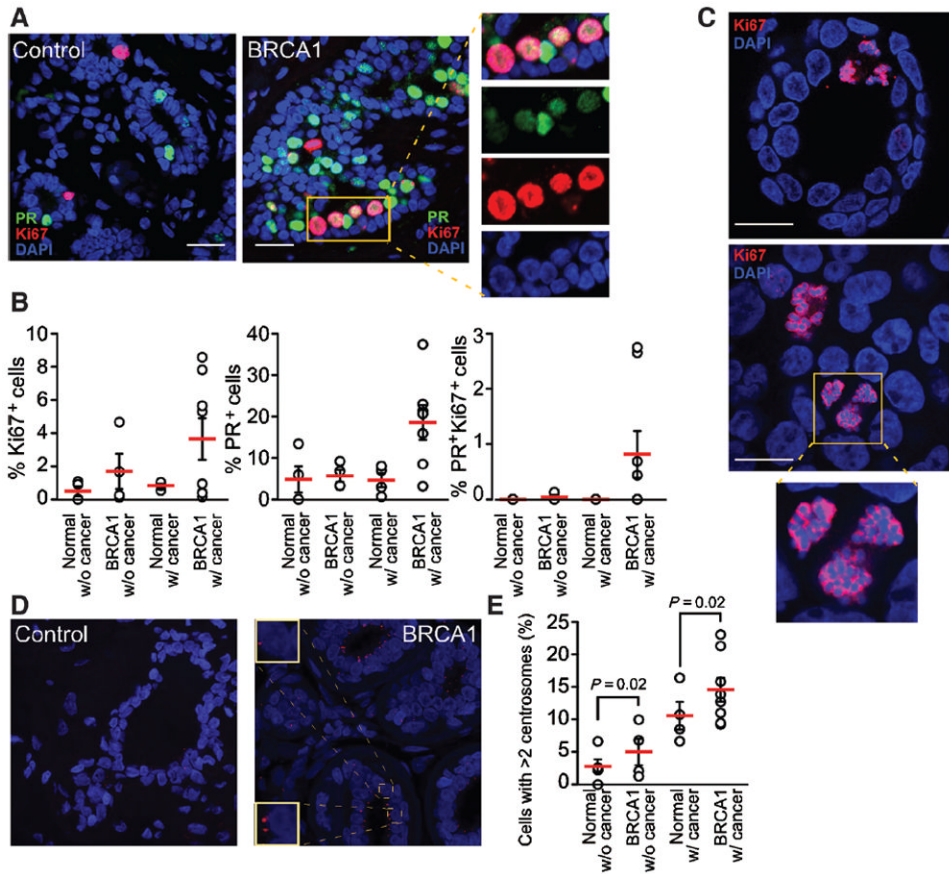 A
Control
PR
Ki67
DAPI
BRCA1
PR
Ki67
DAPI
C
Ki67
DAPI
Ki67
DAPI
B
% Ki67+ cells
10
8
6
4
2
0
Normal
w/o cancer
BRCA1
w/o cancer
Normal
w/ cancer
BRCA1
w/ cancer
% PR+ cells
40
30
20
10
0
Normal
w/o cancer
BRCA1
w/o cancer
Normal
w/ cancer
BRCA1
w/ cancer
% PR+Ki67+ cells
3
2
1
0
Normal
w/o cancer
BRCA1
w/o cancer
Normal
w/ cancer
BRCA1
w/ cancer
D
Control
BRCA1
E
Cells with >2 centrosomes (%)
25
20
15
10
5
0
P = 0.02
P = 0.02
Normal
w/o cancer
BRCA1
w/o cancer
Normal
w/ cancer
BRCA1
w/ cancer